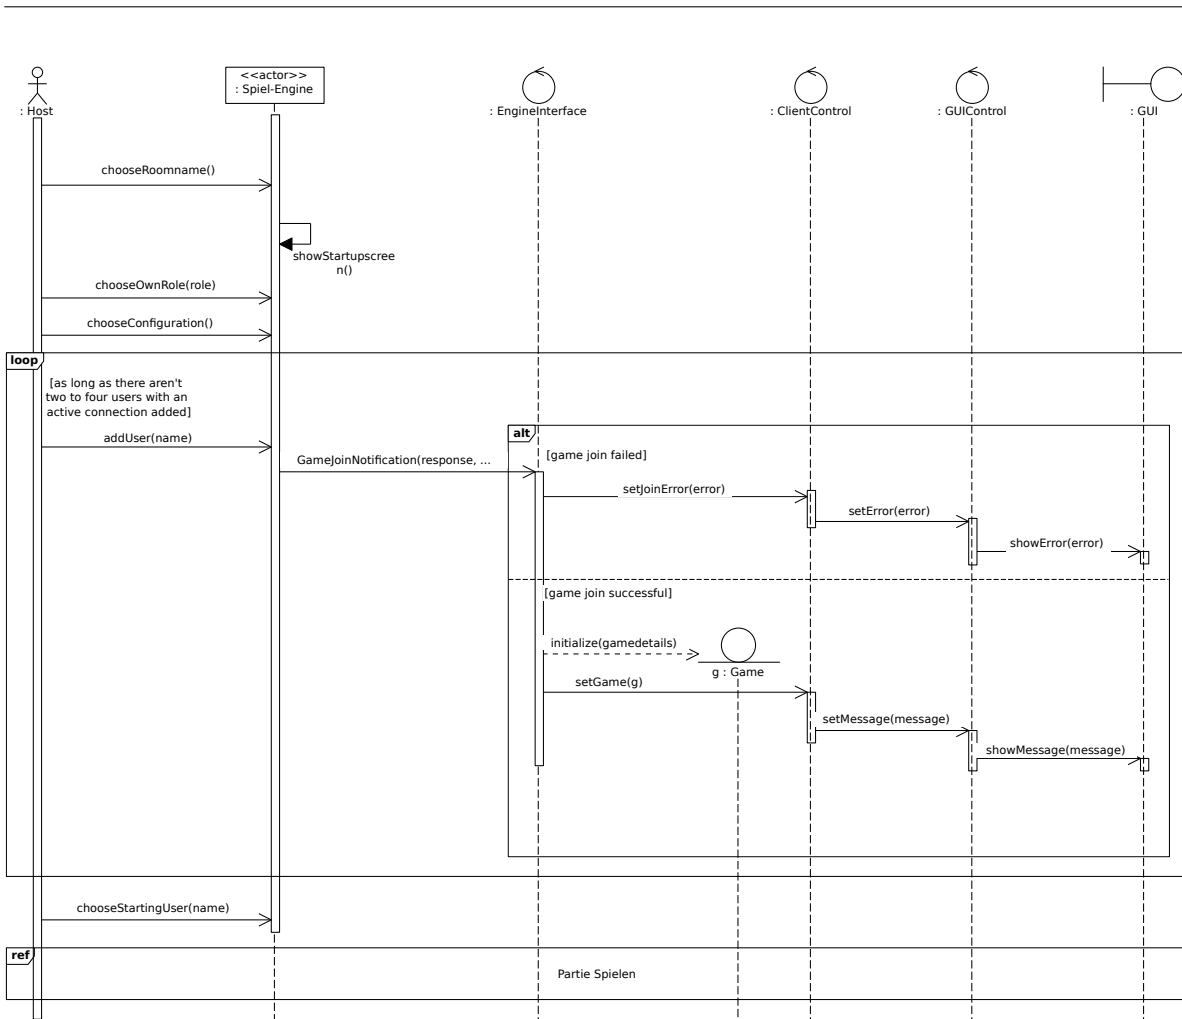 <<actor>>
: Spiel-Engine
: Host
: EngineInterface
: ClientControl
: GUIControl
: GUI
chooseRoomname()
showStartupscree
n()
chooseOwnRole(role)
chooseConfiguration()
loop
[as long as there aren't
two to four users with an
active connection added]
addUser(name)
alt
[game join failed]
GameJoinNotification(response, ...
setJoinError(error)
setError(error)
showError(error)
[game join successful]
initialize(gamedetails)
g : Game
setGame(g)
setMessage(message)
showMessage(message)
chooseStartingUser(name)
ref
Partie Spielen